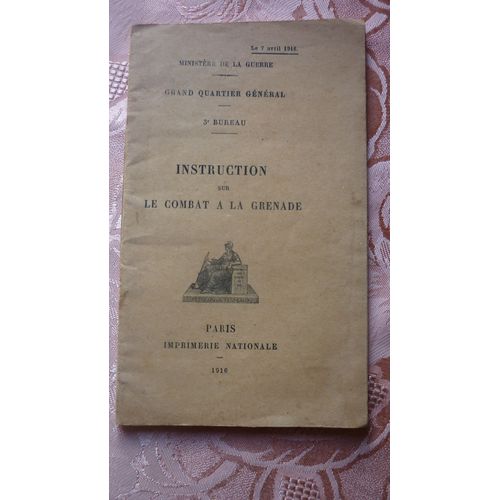 Le 7 avril 1916.
MINISTÈRE DE LA GUERRE
GRAND QUARTIER GÉNÉRAL
3e BUREAU
INSTRUCTION
SUR
LE COMBAT A LA GRENADE
PARIS
IMPRIMERIE NATIONALE
1916